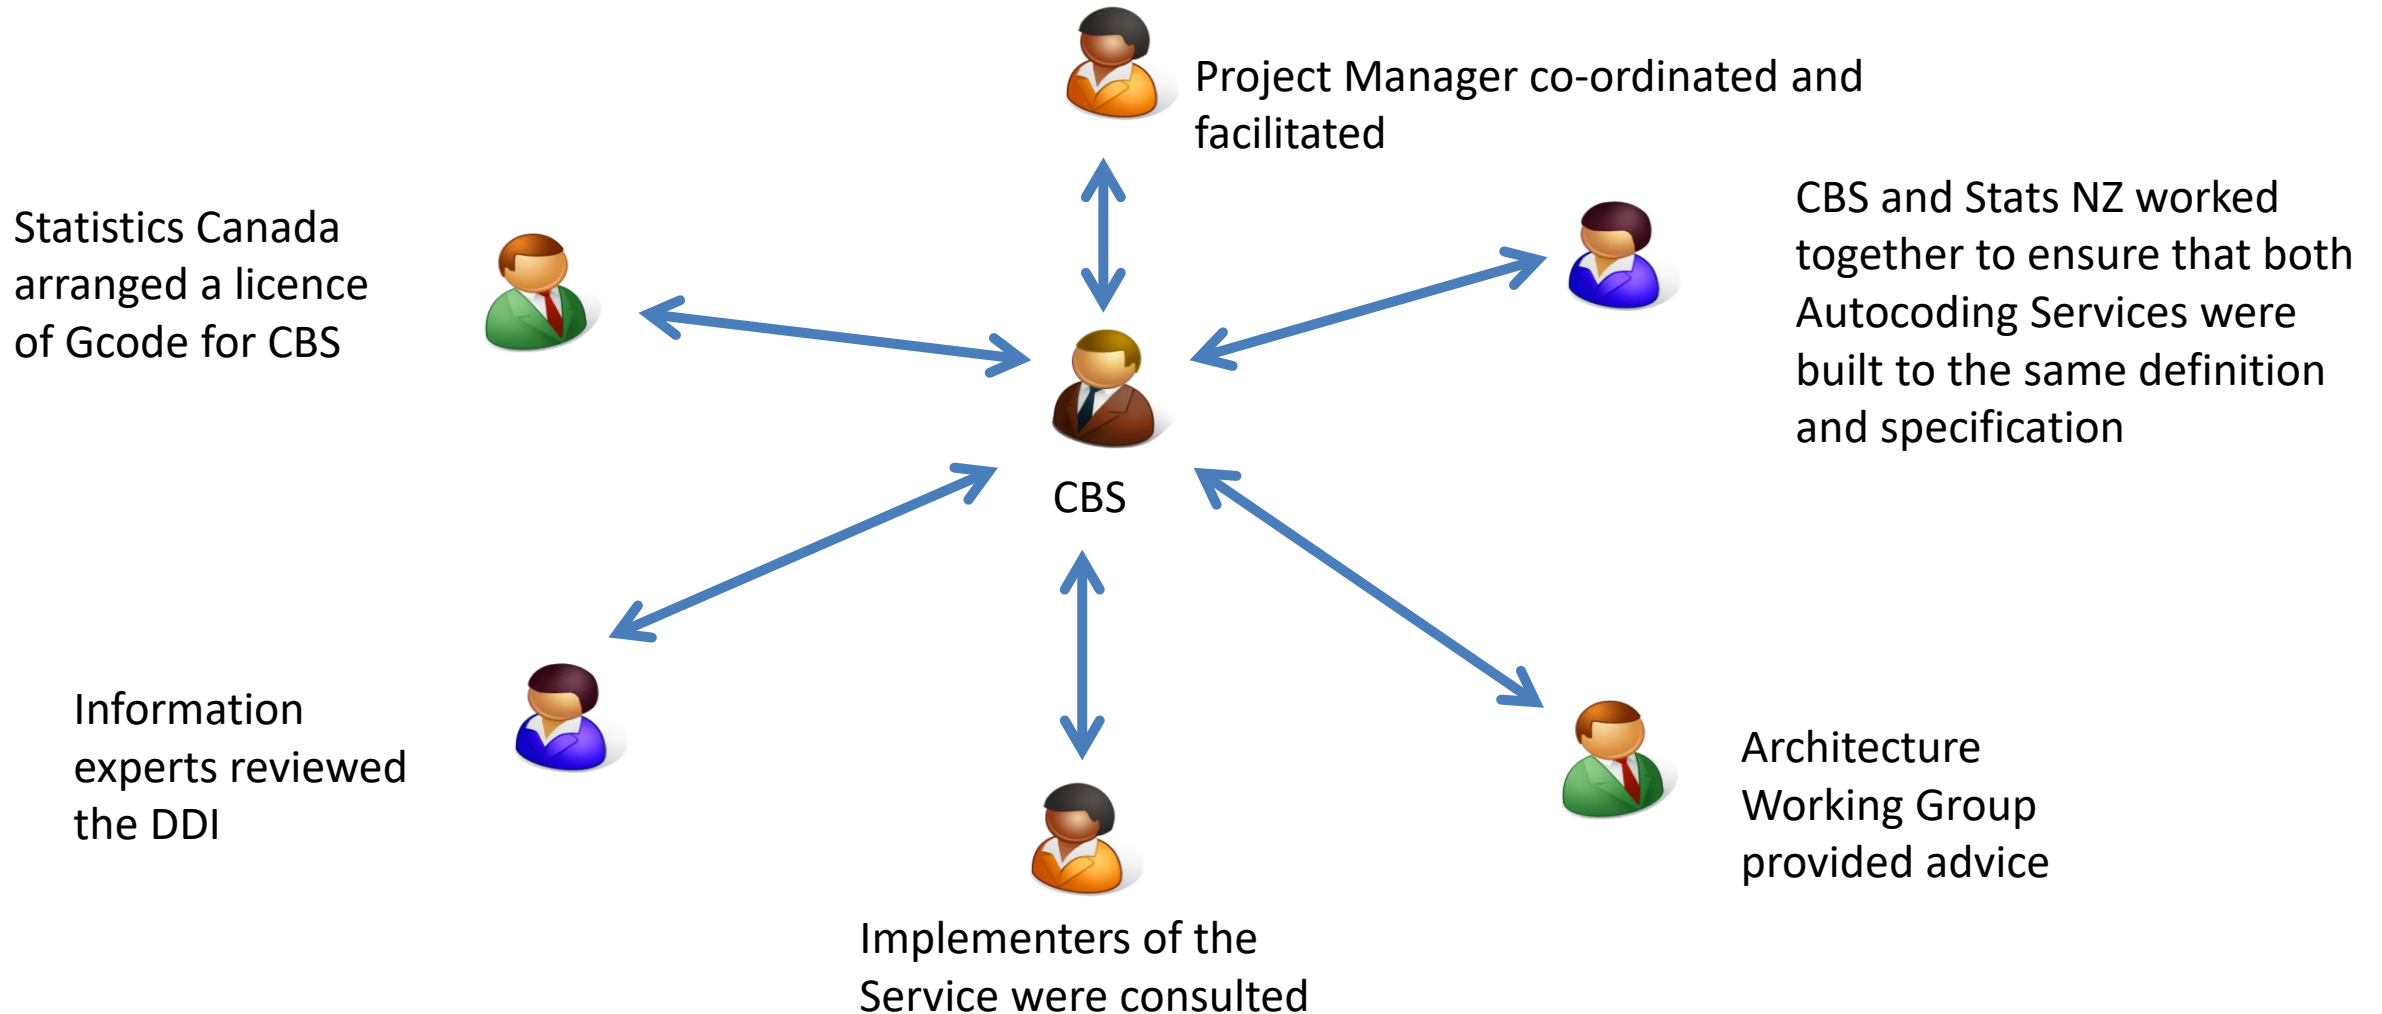 Project Manager co-ordinated and
facilitated
Statistics Canada
arranged a licence
of Gcode for CBS
CBS and Stats NZ worked
together to ensure that both
Autocoding Services were
built to the same definition
and specification
CBS
Information
experts reviewed
the DDI
Architecture
Working Group
provided advice
Implementers of the
Service were consulted